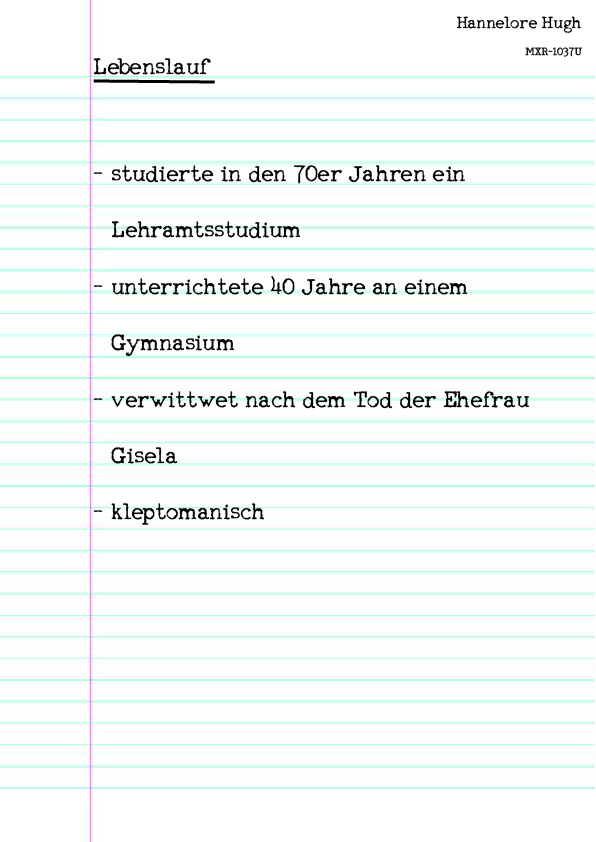 Hannelore Hugh
MXR-1037U
Lebenslauf
- studierte in den 70er Jahren ein
Lehramtsstudium
- unterrichtete 40 Jahre an einem
Gymnasium
- verwittwet nach dem Tod der Ehefrau
Gisela
- kleptomanisch